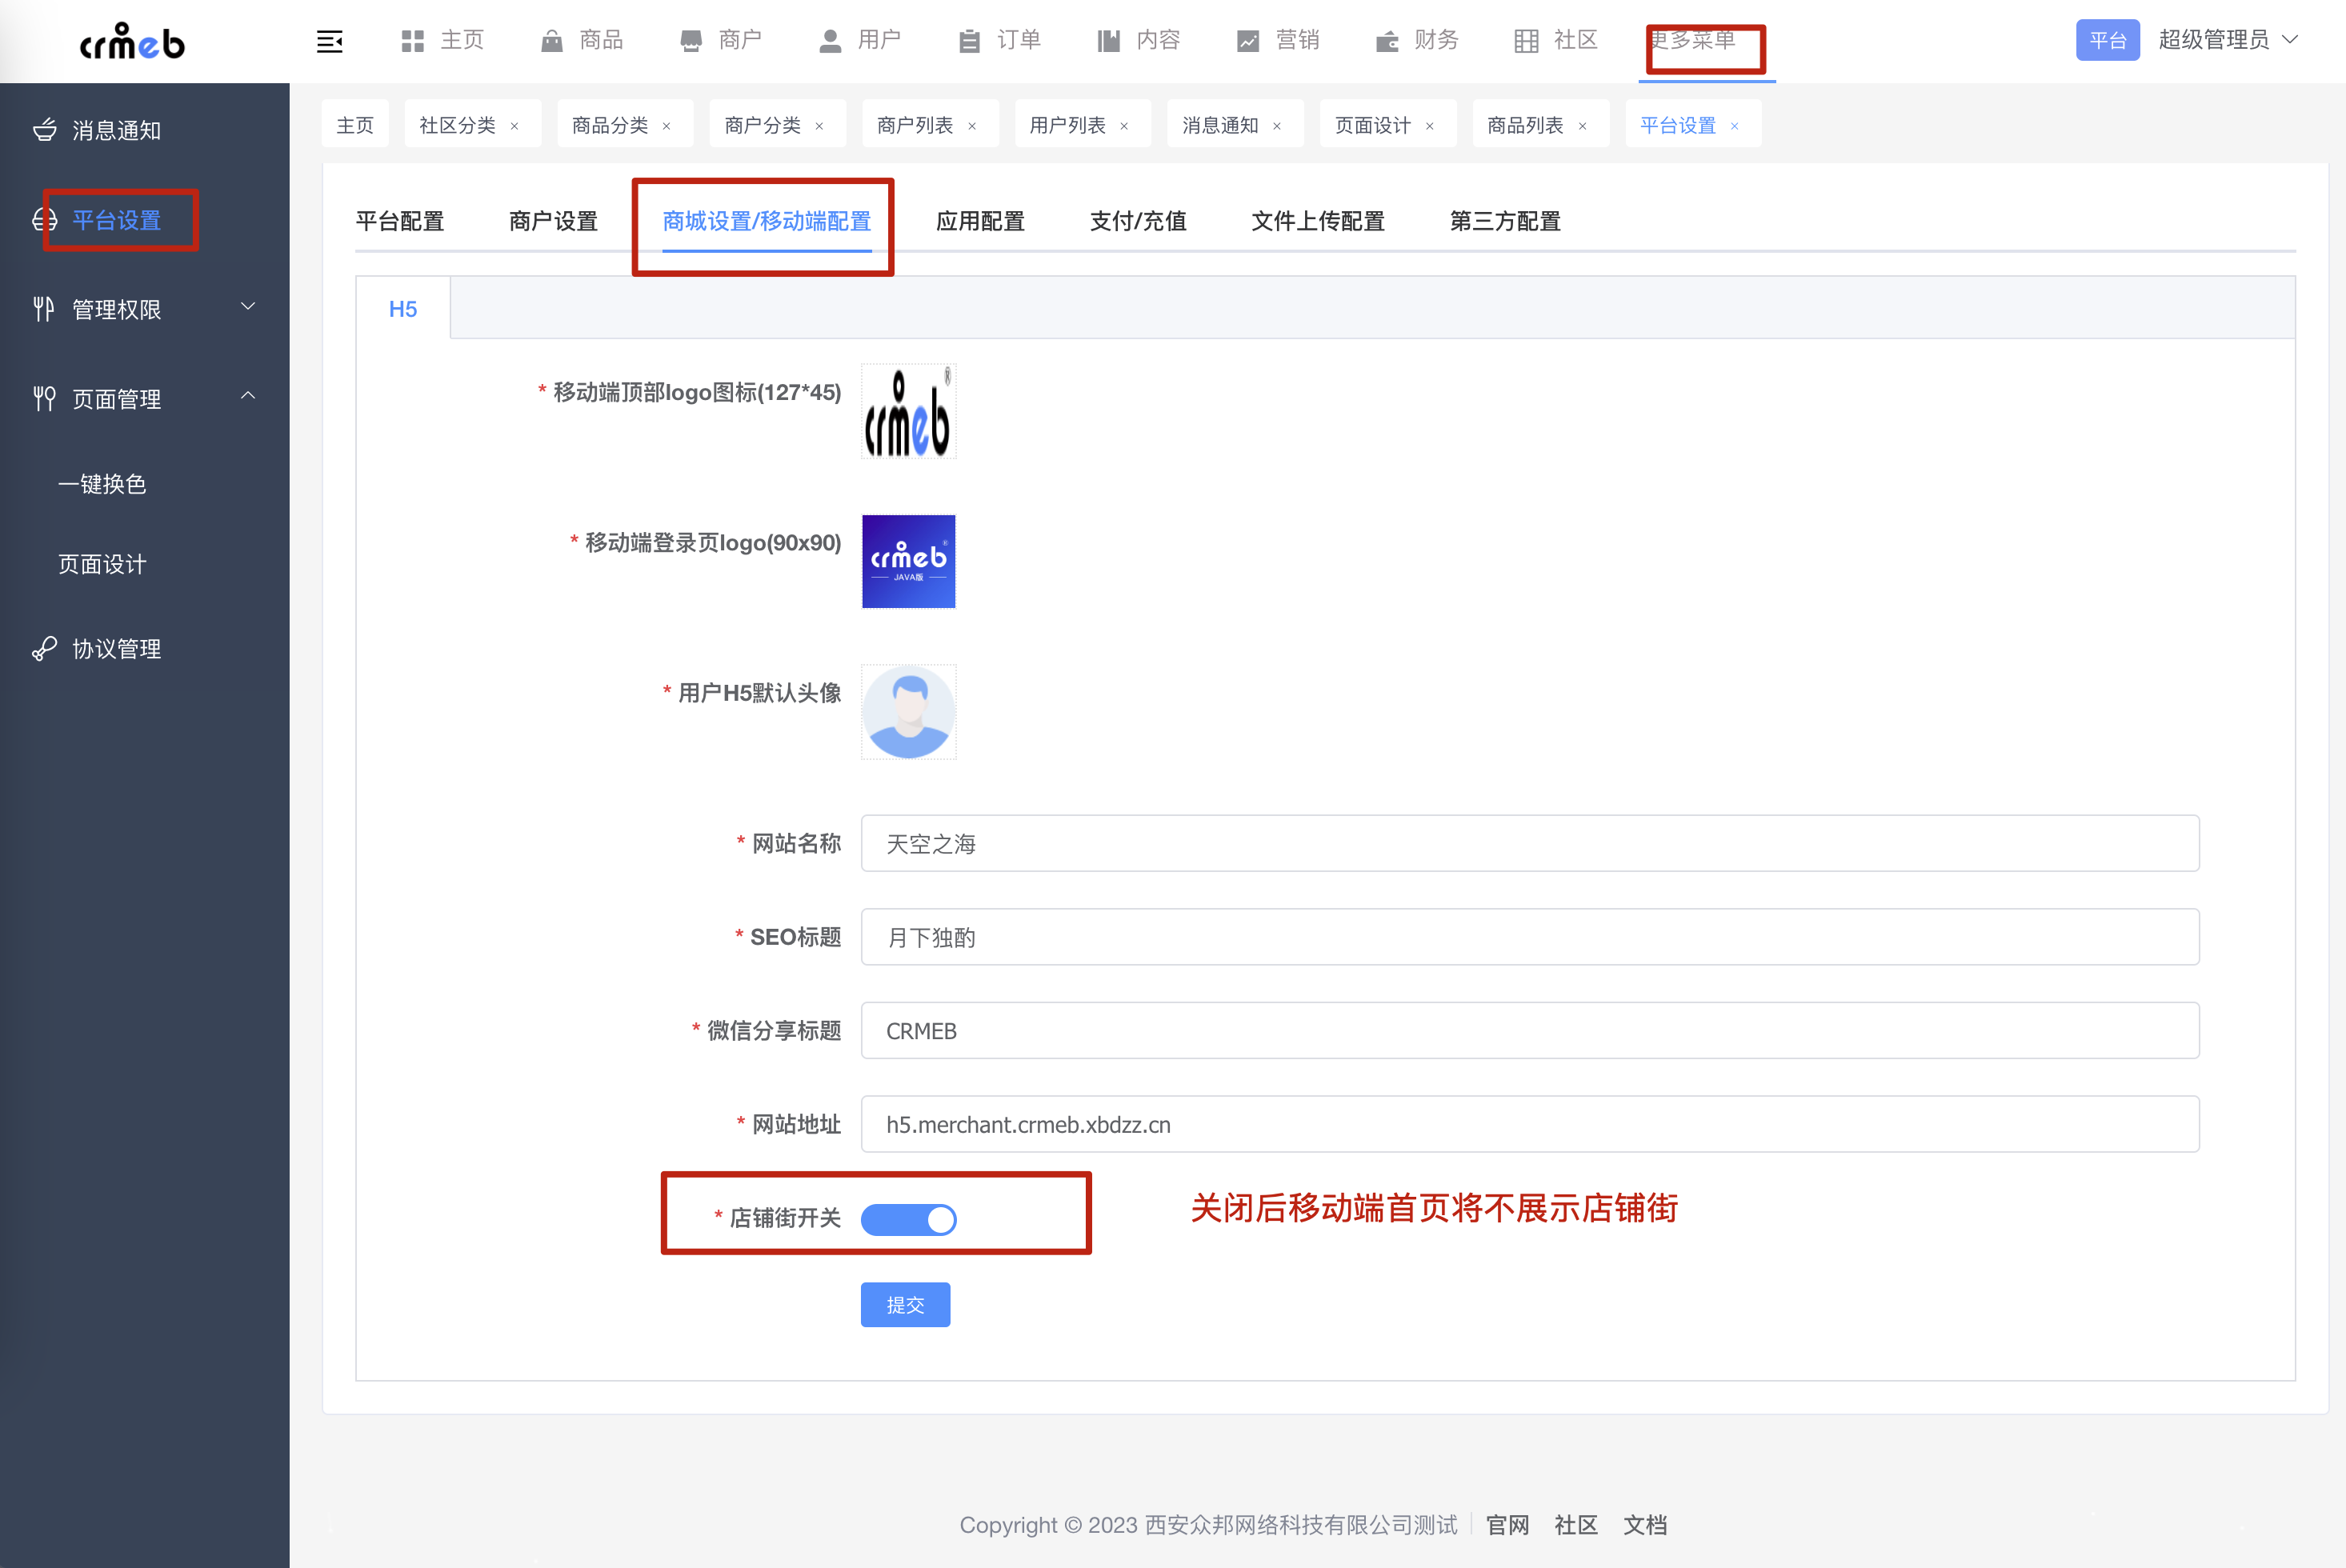 crmeb
主页
商品
商户
用户
订单
内容
营销
财务
社区
更多菜单
平台
超级管理员
消息通知
平台设置
管理权限
页面管理
一键换色
页面设计
协议管理
主页
社区分类 ×
商品分类 ×
商户分类 ×
商户列表 ×
用户列表 ×
消息通知 ×
页面设计 ×
商品列表 ×
平台设置 ×
平台配置
商户设置
商城设置/移动端配置
应用配置
支付/充值
文件上传配置
第三方配置
H5
* 移动端顶部logo图标(127*45)
crmeb ®
* 移动端登录页logo(90x90)
crmeb
JAVA版
* 用户H5默认头像
* 网站名称
天空之海
* SEO标题
月下独酌
* 微信分享标题
CRMEB
* 网站地址
h5.merchant.crmeb.xbdzz.cn
* 店铺街开关
关闭后移动端首页将不展示店铺街
提交
Copyright © 2023 西安众邦网络科技有限公司测试
官网
社区
文档